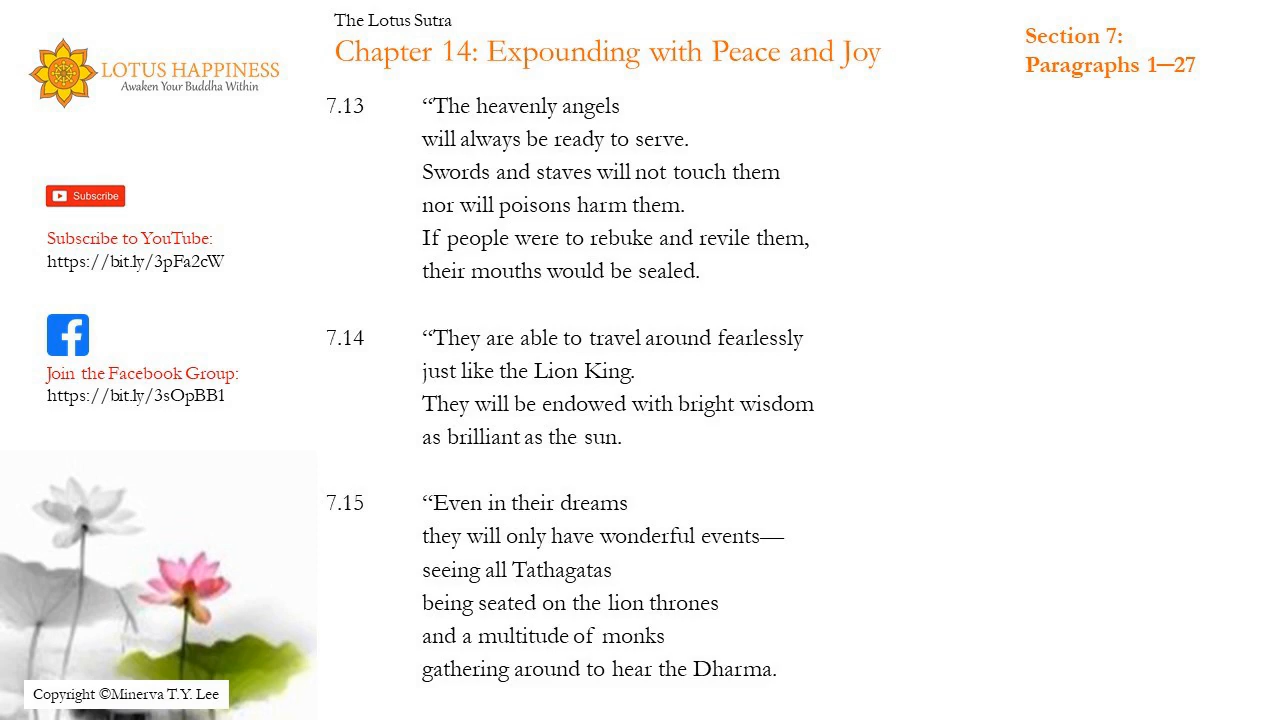 The Lotus Sutra
Chapter 14: Expounding with Peace and Joy
Section 7:
Paragraphs 1—27
LOTUS HAPPINESS
Awaken Your Buddha Within
Subscribe
Subscribe to YouTube:
https://bit.ly/3pFa2cW
Join the Facebook Group:
https://bit.ly/3sOpBB1
7.13 “The heavenly angels
will always be ready to serve.
Swords and staves will not touch them
nor will poisons harm them.
If people were to rebuke and revile them,
their mouths would be sealed.
7.14 “They are able to travel around fearlessly
just like the Lion King.
They will be endowed with bright wisdom
as brilliant as the sun.
7.15 “Even in their dreams
they will only have wonderful events—
seeing all Tathagatas
being seated on the lion thrones
and a multitude of monks
gathering around to hear the Dharma.
Copyright ©Minerva T.Y. Lee